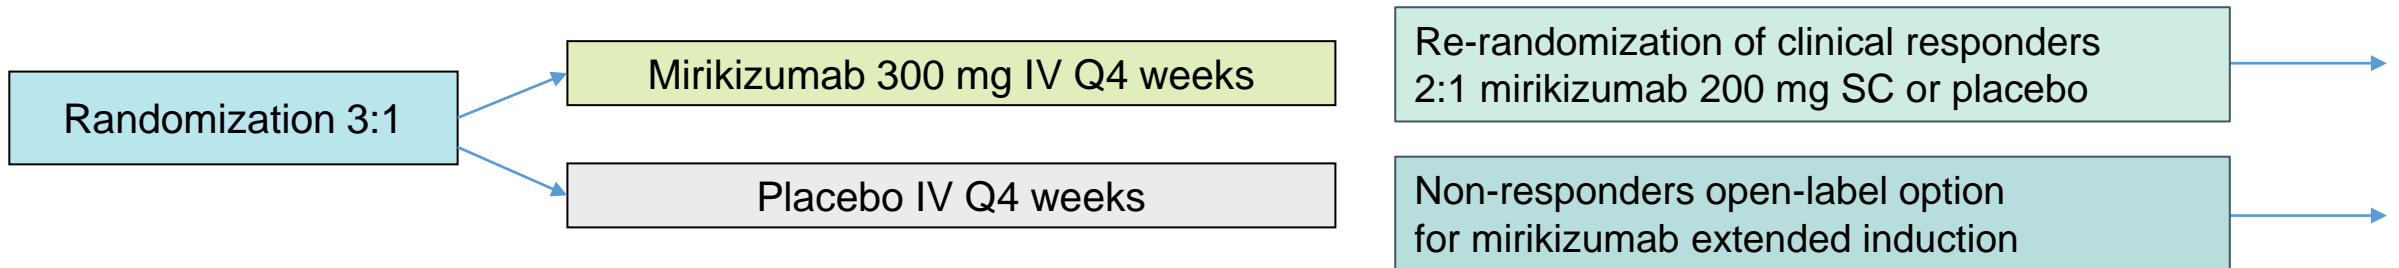 Randomization 3:1
Mirikizumab 300 mg IV Q4 weeks
Placebo IV Q4 weeks
Re-randomization of clinical responders
2:1 mirikizumab 200 mg SC or placebo
Non-responders open-label option
for mirikizumab extended induction